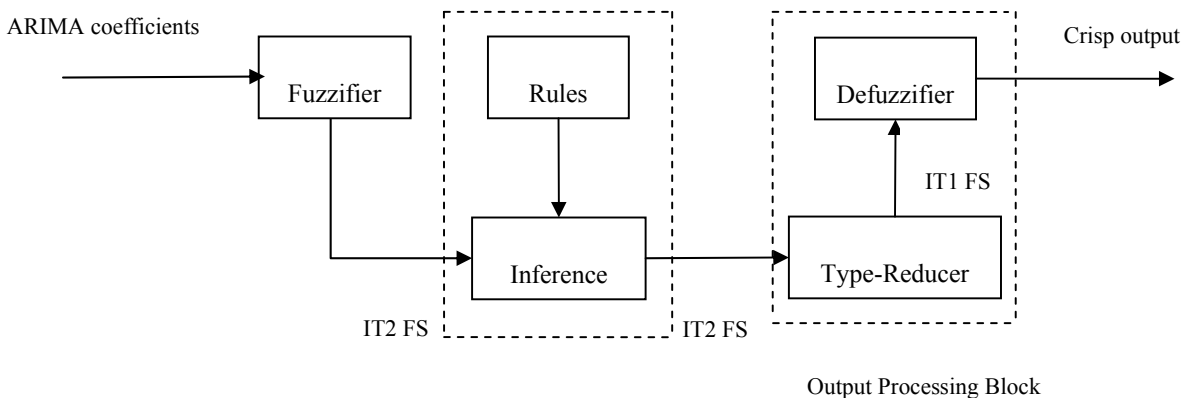 ARIMA coefficients
Crisp output
Fuzzifier
Rules
Defuzzifier
IT1 FS
Inference
Type-Reducer
IT2 FS
IT2 FS
Output Processing Block